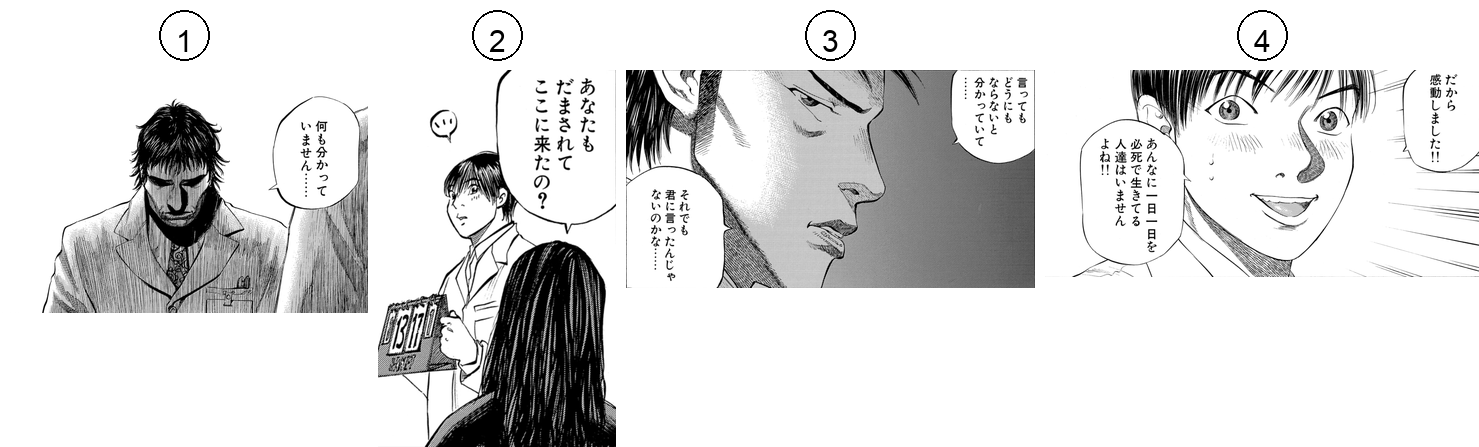 1
何も分かって
いません……
2
あなたも
だまされて
ここに来たの？
13 17
3
言っても
どうにも
ならないと
分かっていて
……
それでも
君に言ったんじゃ
ないのかな……
4
だから
感動しました!!
あんなに一日一日を
必死で生きてる
人達はいません
よね!!